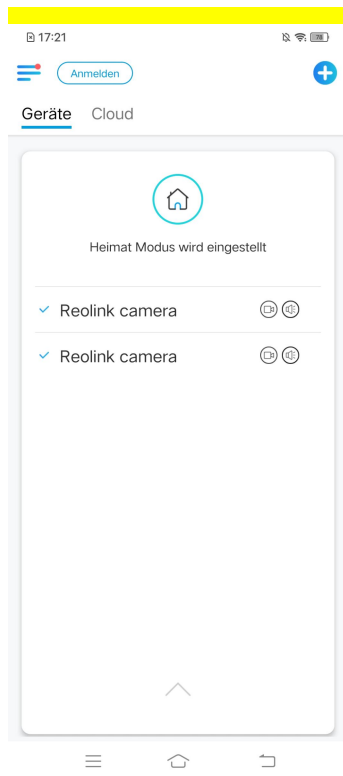 17:21
78
Anmelden
Geräte Cloud
Heimat Modus wird eingestellt
Reolink camera
Reolink camera